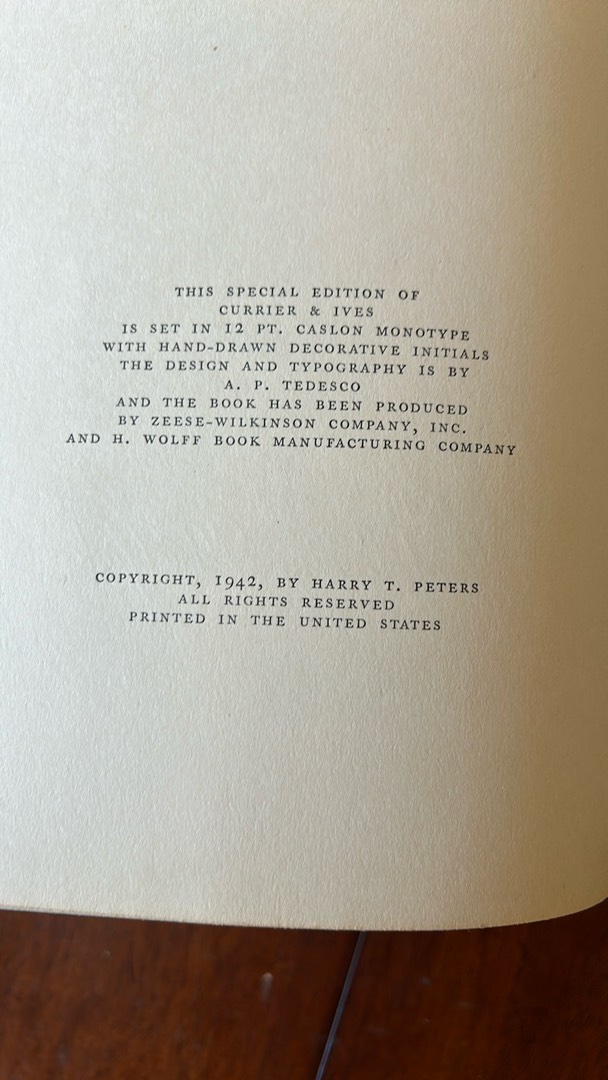 THIS SPECIAL EDITION OF
CURRIER & IVES
IS SET IN 12 PT. CASLON MONOTYPE
WITH HAND-DRAWN DECORATIVE INITIALS
THE DESIGN AND TYPOGRAPHY IS BY
A. P. TEDESCO
AND THE BOOK HAS BEEN PRODUCED
BY ZEESE-WILKINSON COMPANY, INC.
AND H. WOLFF BOOK MANUFACTURING COMPANY
COPYRIGHT, 1942, BY HARRY T. PETERS
ALL RIGHTS RESERVED
PRINTED IN THE UNITED STATES